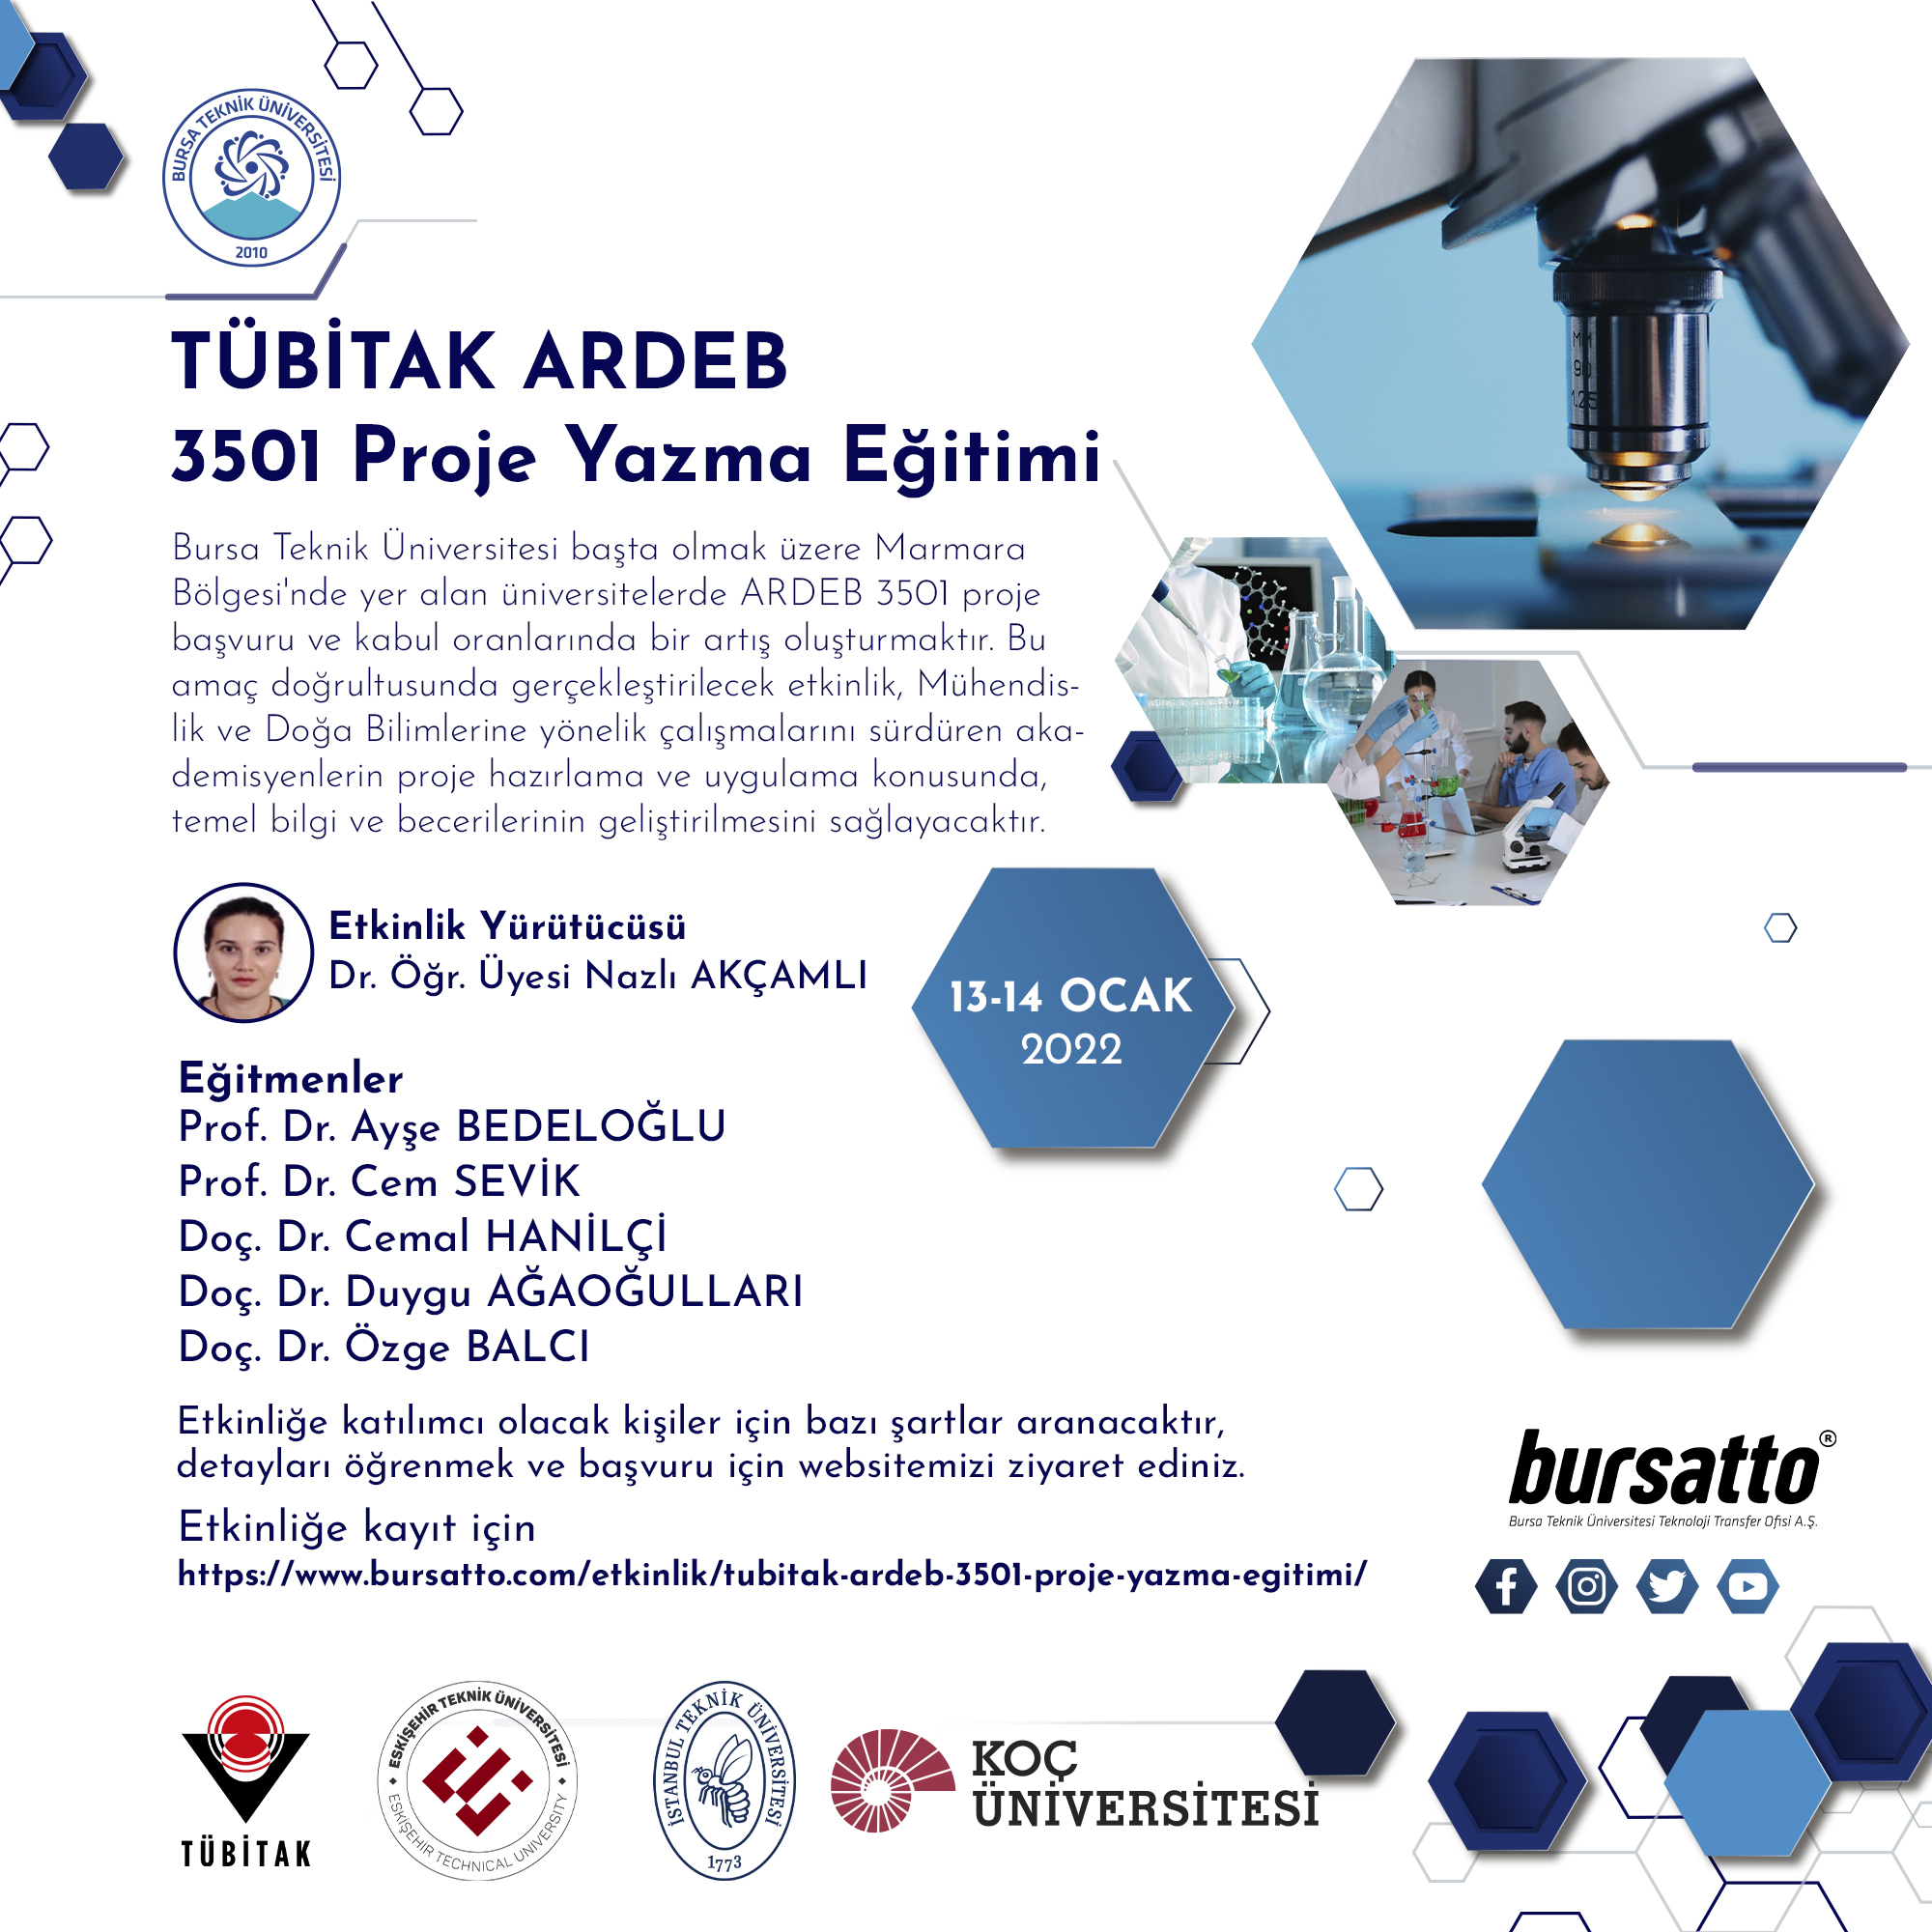 BURSA TEKNİK ÜNİVERSİTESİ
2010
TÜBİTAK ARDEB
3501 Proje Yazma Eğitimi
Bursa Teknik Üniversitesi başta olmak üzere Marmara
Bölgesi'nde yer alan üniversitelerde ARDEB 3501 proje
başvuru ve kabul oranlarında bir artış oluşturmaktır. Bu
amaç doğrultusunda gerçekleştirilecek etkinlik, Mühendis-
lik ve Doğa Bilimlerine yönelik çalışmalarını sürdüren aka-
demisyenlerin proje hazırlama ve uygulama konusunda,
temel bilgi ve becerilerinin geliştirilmesini sağlayacaktır.
Etkinlik Yürütücüsü
Dr. Öğr. Üyesi Nazlı AKÇAMLI
13-14 OCAK
2022
Eğitmenler
Prof. Dr. Ayşe BEDELOĞLU
Prof. Dr. Cem SEVİK
Doç. Dr. Cemal HANİLÇİ
Doç. Dr. Duygu AĞAOĞULLARI
Doç. Dr. Özge BALCI
Etkinliğe katılımcı olacak kişiler için bazı şartlar aranacaktır,
detayları öğrenmek ve başvuru için websitemizi ziyaret ediniz.
Etkinliğe kayıt için
https://www.bursatto.com/etkinlik/tubitak-ardeb-3501-proje-yazma-egitimi/
bursatto®
Bursa Teknik Üniversitesi Teknoloji Transfer Ofisi A.Ş.
TÜBİTAK
ESKİŞEHİR TEKNİK ÜNİVERSİTESİ
ESKİŞEHİR TECHNICAL UNIVERSITY
İSTANBUL TEKNİK ÜNİVERSİTESİ
1773
KOÇ
ÜNİVERSİTESİ